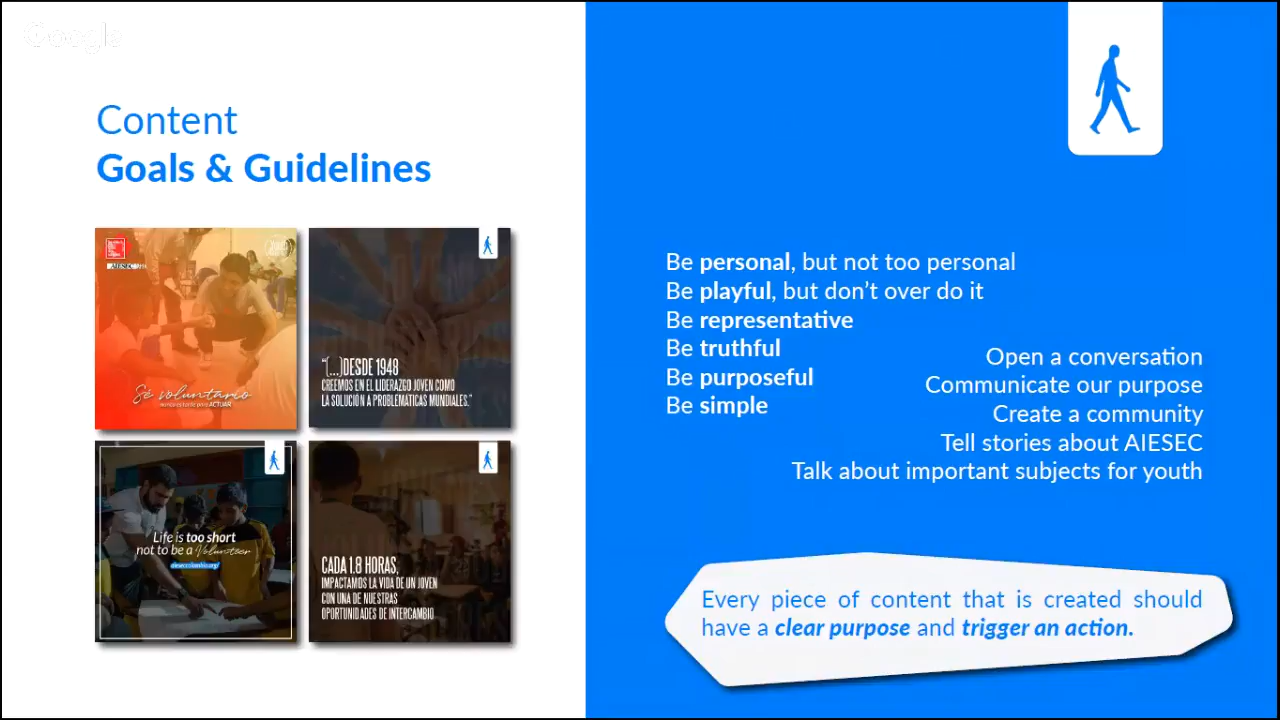 Google
Content
Goals & Guidelines
AIESEC
Sé voluntario
ACTUAR
“(...)DESDE 1948
CREEMOS EN EL LIDERAZGO JOVEN COMO
LA SOLUCIÓN A PROBLEMÁTICAS MUNDIALES.”
Life is too short
not to be a Volunteer
CADA 1.8 HORAS,
IMPACTAMOS LA VIDA DE UN JOVEN
CON UNA DE NUESTRAS
OPORTUNIDADES DE INTERCAMBIO
Be personal, but not too personal
Be playful, but don’t over do it
Be representative
Be truthful
Be purposeful
Be simple
Open a conversation
Communicate our purpose
Create a community
Tell stories about AIESEC
Talk about important subjects for youth
Every piece of content that is created should
have a clear purpose and trigger an action.